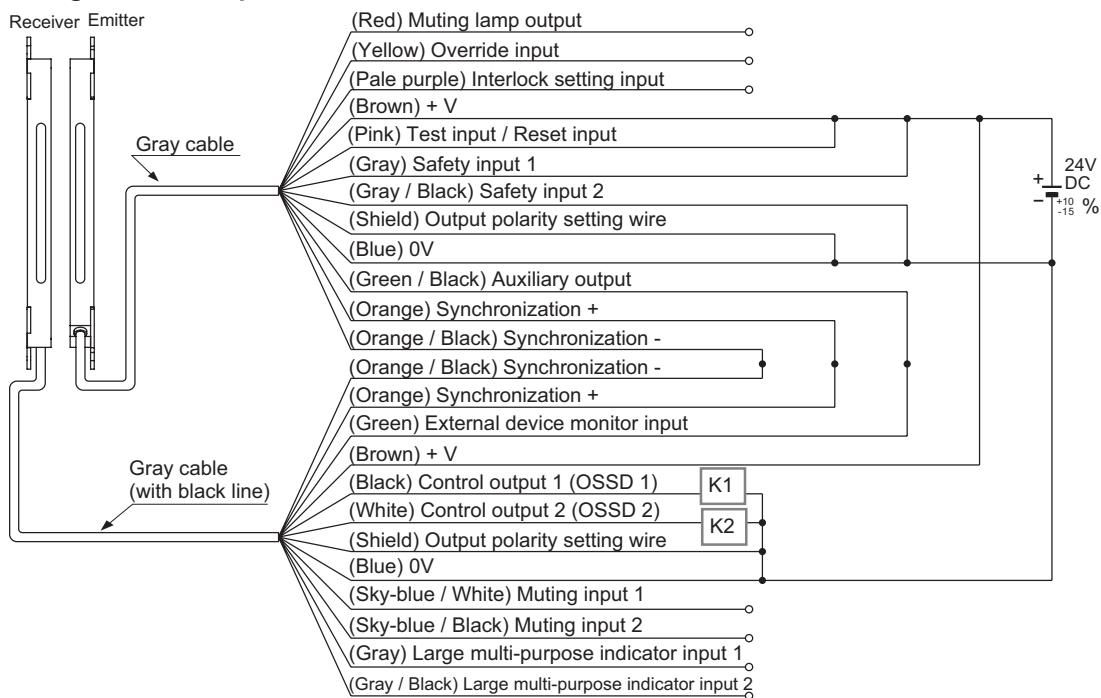 Receiver Emitter
(Red) Muting lamp output
(Yellow) Override input
(Pale purple) Interlock setting input
(Brown) + V
(Pink) Test input / Reset input
Gray cable
(Gray) Safety input 1
(Gray / Black) Safety input 2
(Shield) Output polarity setting wire
(Blue) 0V
(Green / Black) Auxiliary output
(Orange) Synchronization +
(Orange / Black) Synchronization -
24V
+ DC
- +10 -15 %
(Orange / Black) Synchronization -
(Orange) Synchronization +
(Green) External device monitor input
(Brown) + V
Gray cable
(with black line)
(Black) Control output 1 (OSSD 1)
K1
(White) Control output 2 (OSSD 2)
K2
(Shield) Output polarity setting wire
(Blue) 0V
(Sky-blue / White) Muting input 1
(Sky-blue / Black) Muting input 2
(Gray) Large multi-purpose indicator input 1
(Gray / Black) Large multi-purpose indicator input 2